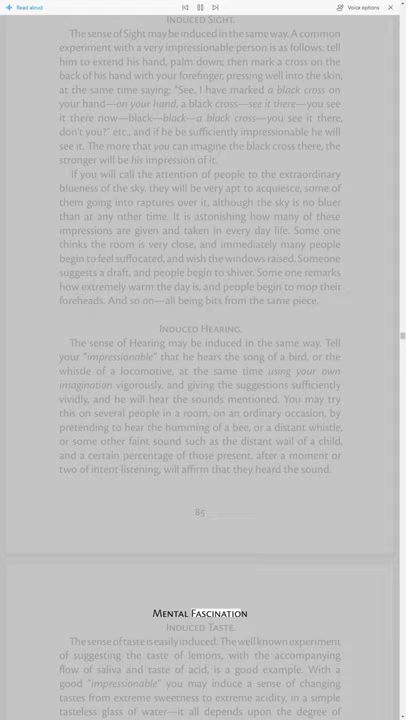 Read aloud
Voice options
Induced Sight.
The sense of Sight may be induced in the same way. A common
experiment with a very impressionable person is as follows: tell
him to extend his hand, palm down; then mark a cross on the
back of his hand with your forefinger, pressing well into the skin,
at the same time saying: "See, I have marked a black cross on
your hand—on your hand, a black cross—see it there—you see
it there now—black—black—a black cross—you see it there,
don't you?" etc., and if he be sufficiently impressionable he will
see it. The more that you can imagine the black cross there, the
stronger will be his impression of it.
If you will call the attention of people to the extraordinary
blueness of the sky, they will be very apt to acquiesce, some of
them going into raptures over it, although the sky is no bluer
than at any other time. It is astonishing how many of these
impressions are given and taken in every day life. Some one
thinks the room is very close, and immediately many people
begin to feel suffocated, and wish the windows raised. Someone
suggests a draft, and people begin to shiver. Some one remarks
how extremely warm the day is, and people begin to mop their
foreheads. And so on—all being bits from the same piece.
Induced Hearing.
The sense of Hearing may be induced in the same way. Tell
your "impressionable" that he hears the song of a bird, or the
whistle of a locomotive, at the same time using your own
imagination vigorously, and giving the suggestions sufficiently
vividly, and he will hear the sounds mentioned. You may try
this on several people in a room, on an ordinary occasion, by
pretending to hear the humming of a bee, or a distant whistle,
or some other faint sound such as the distant wail of a child,
and a certain percentage of those present, after a moment or
two of intent listening, will affirm that they heard the sound.
85
Mental Fascination
Induced Taste.
The sense of taste is easily induced. The well known experiment
of suggesting the taste of lemons, with the accompanying
flow of saliva and taste of acid, is a good example. With a
good "impressionable" you may induce a sense of changing
tastes from extreme sweetness to extreme acidity, in a simple
tasteless glass of water—it all depends upon the degree of